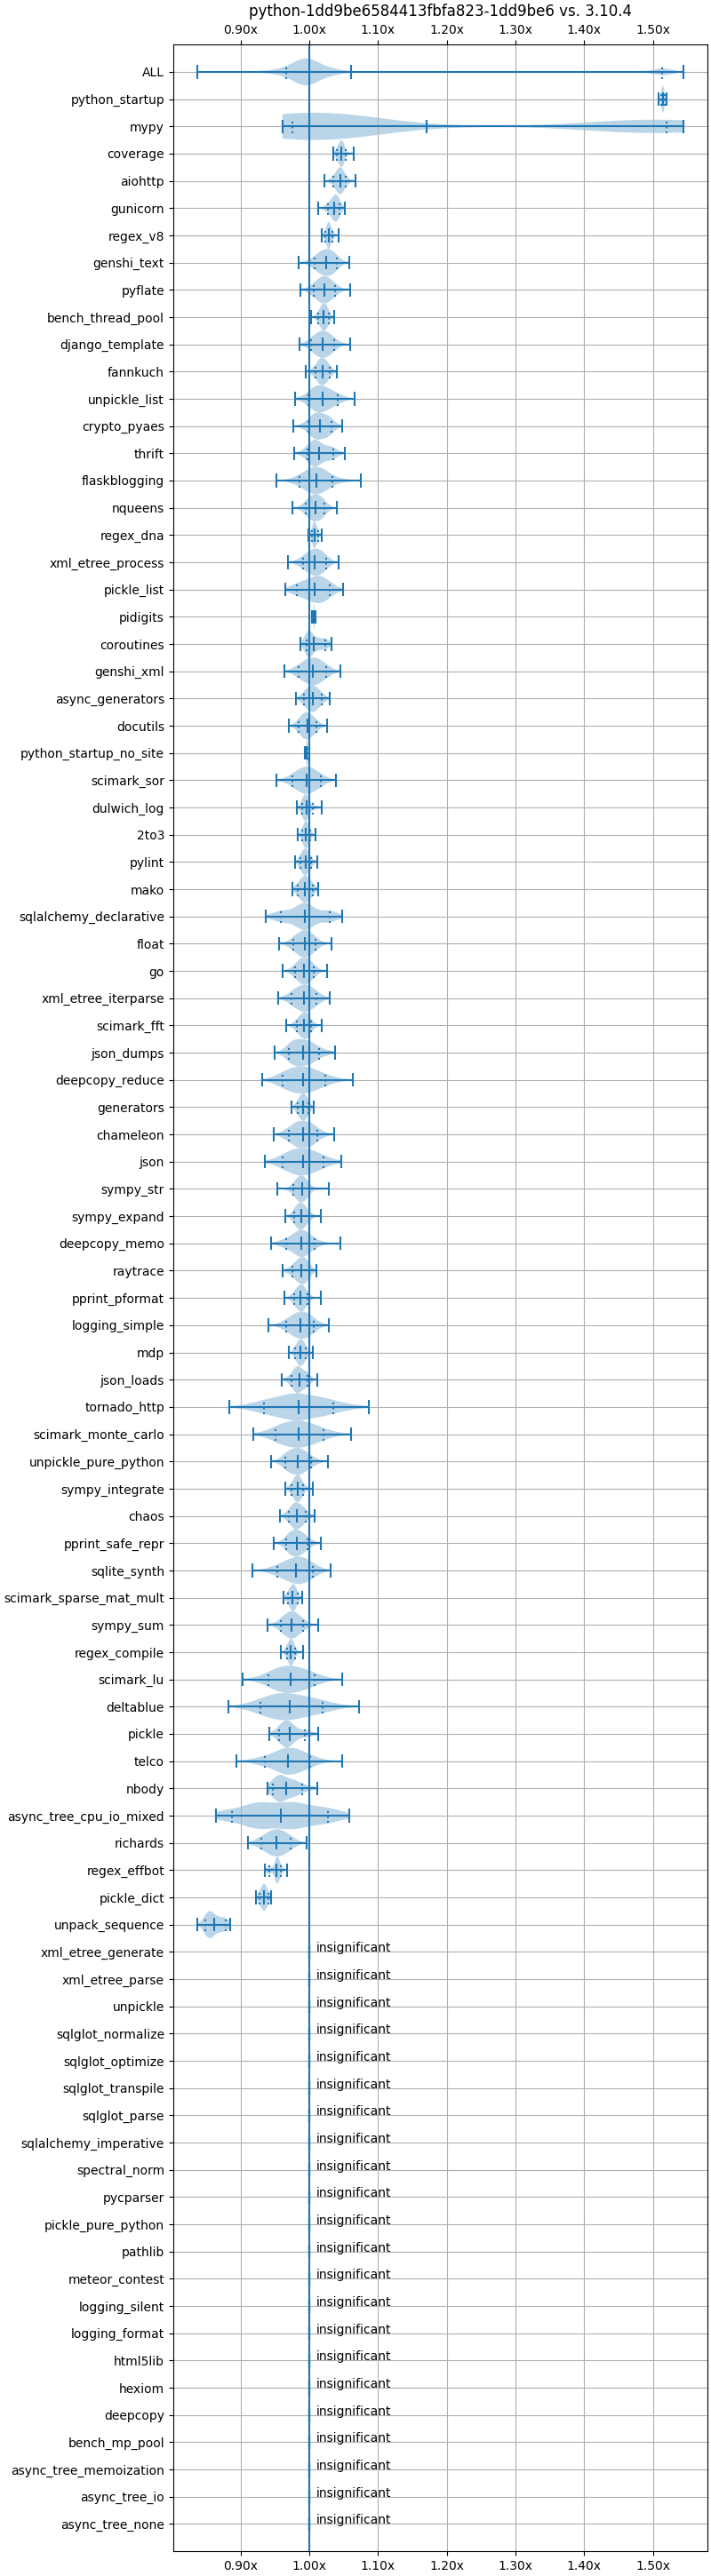 python-1dd9be6584413fbfa823-1dd9be6 vs. 3.10.4
0.90x 1.00x 1.10x 1.20x 1.30x 1.40x 1.50x
ALL
python_startup
mypy
coverage
aiohttp
gunicorn
regex_v8
genshi_text
pyflate
bench_thread_pool
django_template
fannkuch
unpickle_list
crypto_pyaes
thrift
flaskblogging
nqueens
regex_dna
xml_etree_process
pickle_list
pidigits
coroutines
genshi_xml
async_generators
docutils
python_startup_no_site
scimark_sor
dulwich_log
2to3
pylint
mako
sqlalchemy_declarative
float
go
xml_etree_iterparse
scimark_fft
json_dumps
deepcopy_reduce
generators
chameleon
json
sympy_str
sympy_expand
deepcopy_memo
raytrace
pprint_pformat
logging_simple
mdp
json_loads
tornado_http
scimark_monte_carlo
unpickle_pure_python
sympy_integrate
chaos
pprint_safe_repr
sqlite_synth
scimark_sparse_mat_mult
sympy_sum
regex_compile
scimark_lu
deltablue
pickle
telco
nbody
async_tree_cpu_io_mixed
richards
regex_effbot
pickle_dict
unpack_sequence
xml_etree_generate insignificant
xml_etree_parse insignificant
unpickle insignificant
sqlglot_normalize insignificant
sqlglot_optimize insignificant
sqlglot_transpile insignificant
sqlglot_parse insignificant
sqlalchemy_imperative insignificant
spectral_norm insignificant
pycparser insignificant
pickle_pure_python insignificant
pathlib insignificant
meteor_contest insignificant
logging_silent insignificant
logging_format insignificant
html5lib insignificant
hexiom insignificant
deepcopy insignificant
bench_mp_pool insignificant
async_tree_memoization insignificant
async_tree_io insignificant
async_tree_none insignificant
0.90x 1.00x 1.10x 1.20x 1.30x 1.40x 1.50x